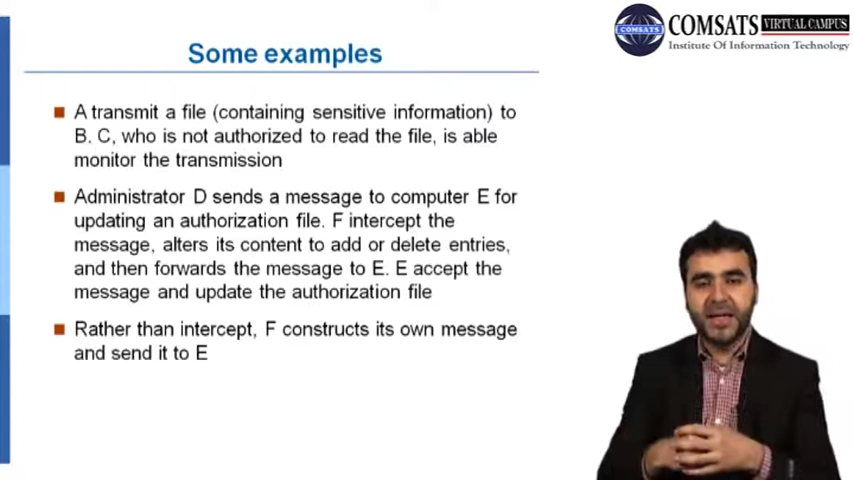 COMSATS VIRTUAL CAMPUS
COMSATS
Institute Of Information Technology
Some examples
A transmit a file (containing sensitive information) to
B. C, who is not authorized to read the file, is able
monitor the transmission
Administrator D sends a message to computer E for
updating an authorization file. F intercept the
message, alters its content to add or delete entries,
and then forwards the message to E. E accept the
message and update the authorization file
Rather than intercept, F constructs its own message
and send it to E